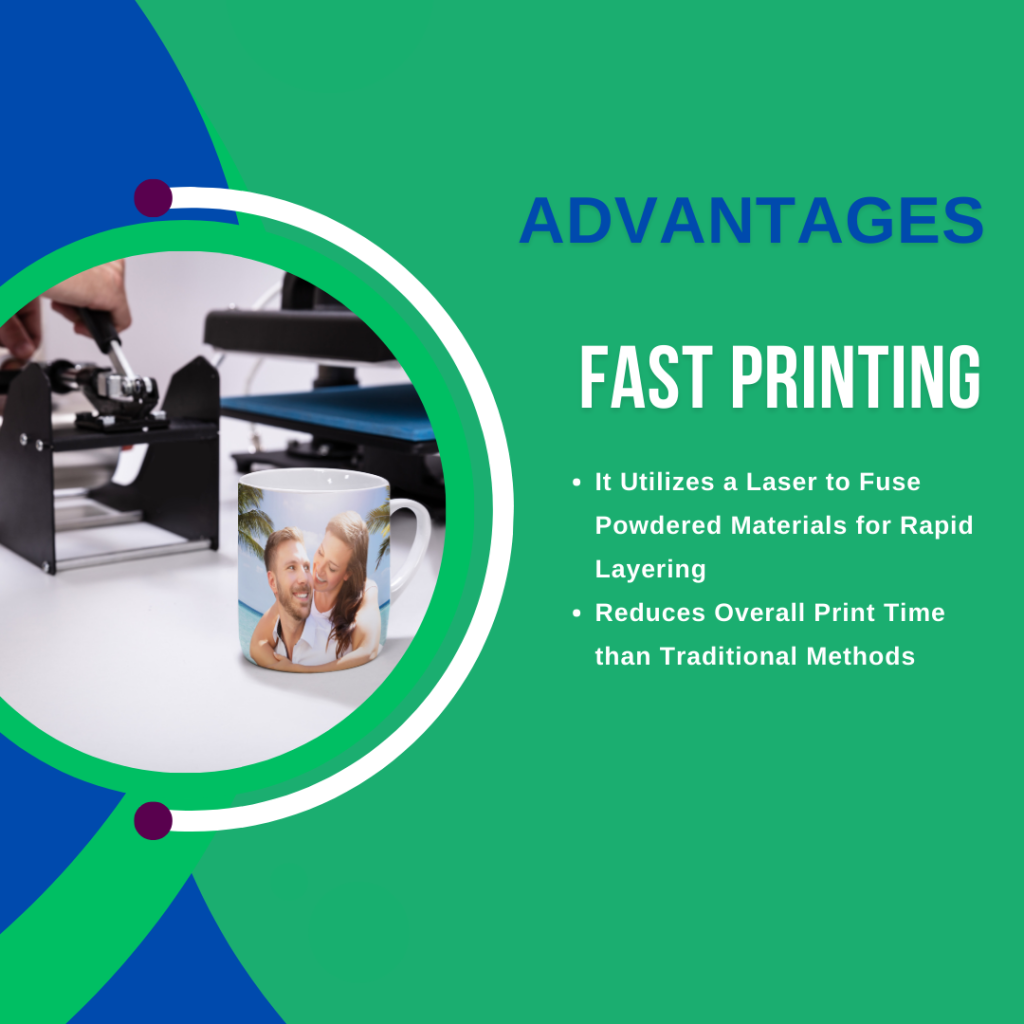 ADVANTAGES
FAST PRINTING
• It Utilizes a Laser to Fuse
Powdered Materials for Rapid
Layering
• Reduces Overall Print Time
than Traditional Methods